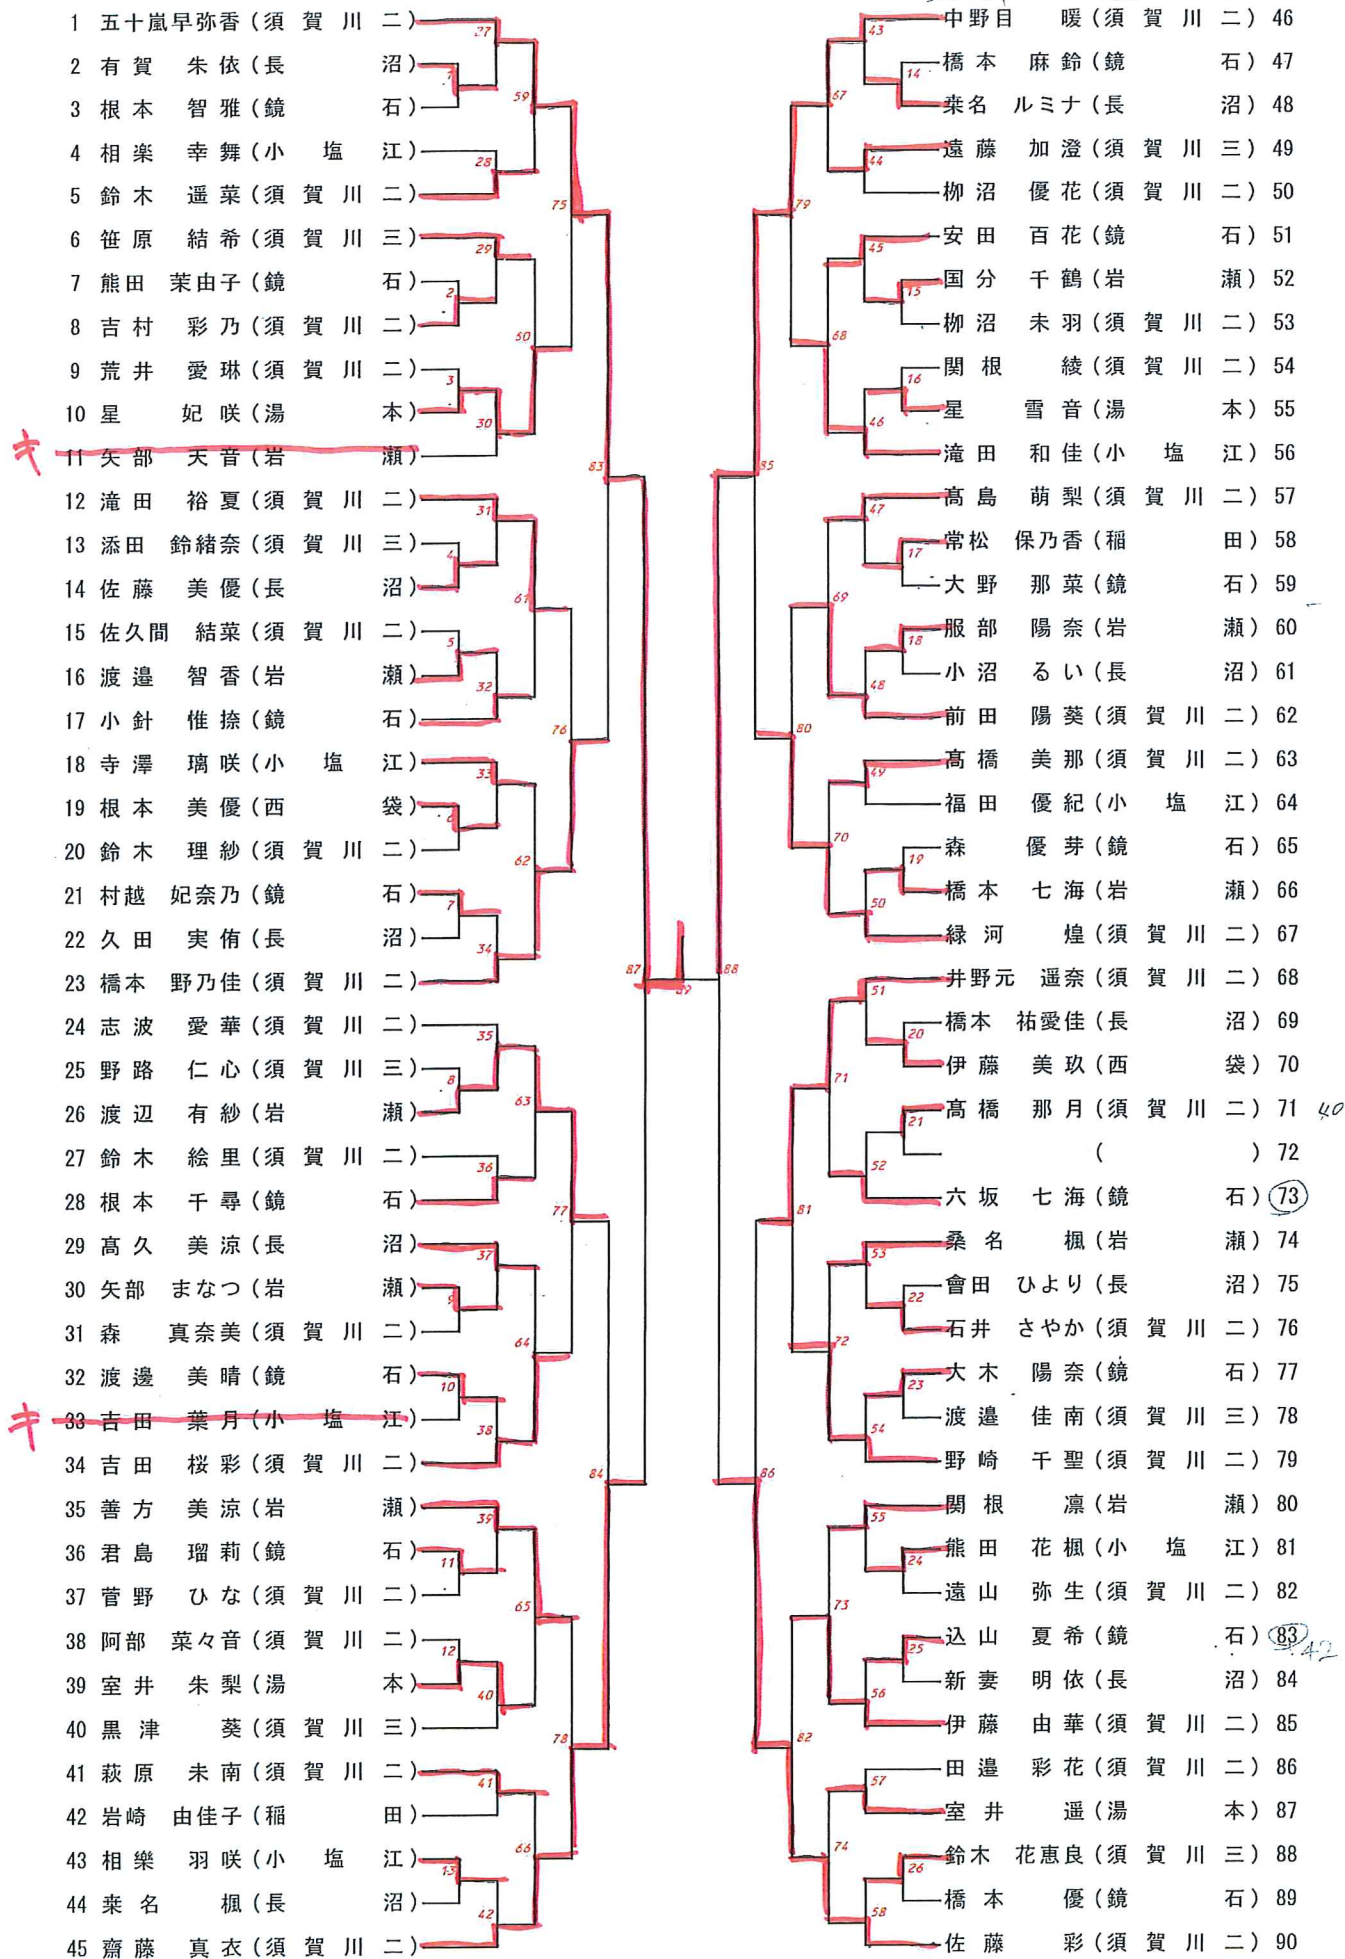 1 五十嵐早弥香(須賀川二)
2 有賀 朱依(長沼)
3 根本 智雅(鏡石)
4 相楽 幸舞(小塩江)
5 鈴木 遥菜(須賀川二)
6 笹原 結希(須賀川三)
7 熊田 茉由子(鏡石)
8 吉村 彩乃(須賀川二)
9 荒井 愛琳(須賀川二)
10 星 妃咲(湯本)
キ 11 矢部 天音(岩瀬)
12 滝田 裕夏(須賀川二)
13 添田 鈴緒奈(須賀川三)
14 佐藤 美優(長沼)
15 佐久間 結菜(須賀川二)
16 渡邉 智香(岩瀬)
17 小針 惟捺(鏡石)
18 寺澤 璃咲(小塩江)
19 根本 美優(西袋)
20 鈴木 理紗(須賀川二)
21 村越 妃奈乃(鏡石)
22 久田 実侑(長沼)
23 橋本 野乃佳(須賀川二)
24 志波 愛華(須賀川二)
25 野路 仁心(須賀川三)
26 渡辺 有紗(岩瀬)
27 鈴木 絵里(須賀川二)
28 根本 千尋(鏡石)
29 髙久 美涼(長沼)
30 矢部 まなつ(岩瀬)
31 森 真奈美(須賀川二)
32 渡邊 美晴(鏡石)
キ 33 吉田 葉月(小塩江)
34 吉田 桜彩(須賀川二)
35 善方 美涼(岩瀬)
36 君島 瑠莉(鏡石)
37 菅野 ひな(須賀川二)
38 阿部 菜々音(須賀川二)
39 室井 朱梨(湯本)
40 黒津 葵(須賀川三)
41 萩原 未南(須賀川二)
42 岩崎 由佳子(稲田)
43 相樂 羽咲(小塩江)
44 桒名 楓(長沼)
45 齋藤 真衣(須賀川二)
中野目 暖(須賀川二) 46
橋本 麻鈴(鏡石) 47
桒名 ルミナ(長沼) 48
遠藤 加澄(須賀川三) 49
柳沼 優花(須賀川二) 50
安田 百花(鏡石) 51
国分 千鶴(岩瀬) 52
柳沼 未羽(須賀川二) 53
関根 綾(須賀川二) 54
星 雪音(湯本) 55
滝田 和佳(小塩江) 56
髙島 萌梨(須賀川二) 57
常松 保乃香(稲田) 58
大野 那菜(鏡石) 59
服部 陽奈(岩瀬) 60
小沼 るい(長沼) 61
前田 陽葵(須賀川二) 62
髙橋 美那(須賀川二) 63
福田 優紀(小塩江) 64
森 優芽(鏡石) 65
橋本 七海(岩瀬) 66
緑河 煌(須賀川二) 67
井野元 遥奈(須賀川二) 68
橋本 祐愛佳(長沼) 69
伊藤 美玖(西袋) 70
髙橋 那月(須賀川二) 71 40
( ) 72
六坂 七海(鏡石) 73
桑名 楓(岩瀬) 74
會田 ひより(長沼) 75
石井 さやか(須賀川二) 76
大木 陽奈(鏡石) 77
渡邉 佳南(須賀川三) 78
野崎 千聖(須賀川二) 79
関根 凛(岩瀬) 80
熊田 花楓(小塩江) 81
遠山 弥生(須賀川二) 82
込山 夏希(鏡石) 83 42
新妻 明依(長沼) 84
伊藤 由華(須賀川二) 85
田邉 彩花(須賀川二) 86
室井 遥(湯本) 87
鈴木 花恵良(須賀川三) 88
橋本 優(鏡石) 89
佐藤 彩(須賀川二) 90